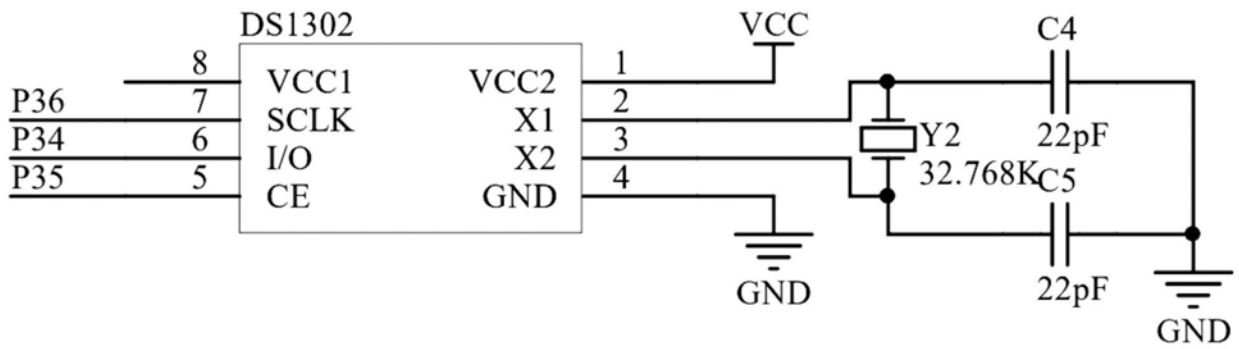 DS1302
VCC
C4
8
VCC1
VCC2
1
P36
7
SCLK
X1
2
P34
6
I/O
X2
3
P35
5
CE
GND
4
Y2
32.768K
22pF
C5
GND
22pF
GND